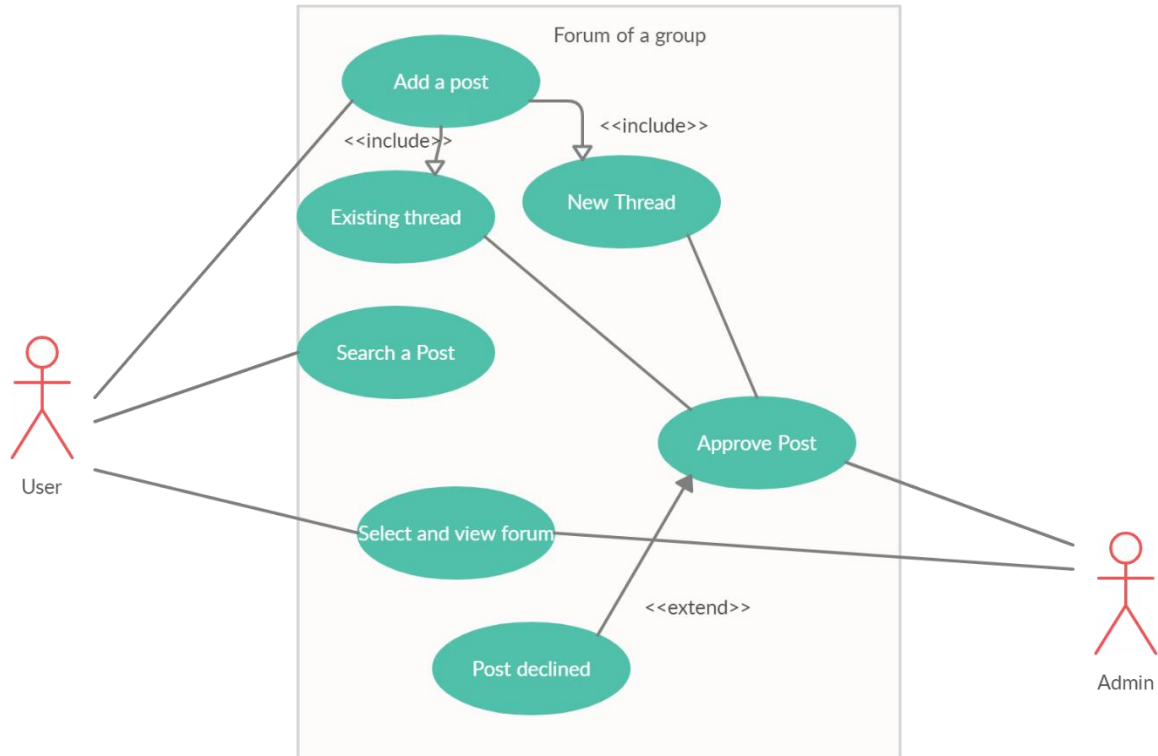 Forum of a group
Add a post
<<include>>
<<include>>
Existing thread
New Thread
Search a Post
User
Approve Post
Select and view forum
<<extend>>
Post declined
Admin